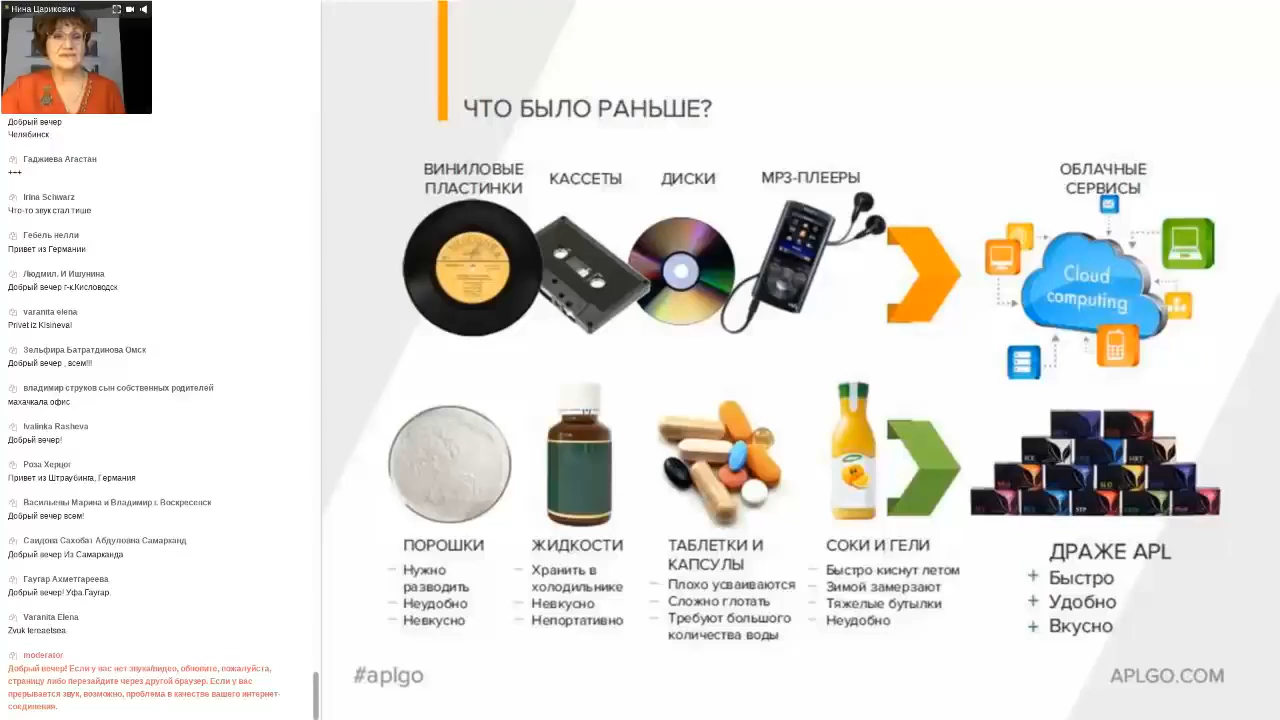 Нина Царикович
Добрый вечер
Челябинск
Гаджиева Агастан
+++
Irina Schwarz
Что-то звук стал тише
Гебель нелли
Привет из Германии
Людмил. И Ишунина
Добрый вечер г-к.Кисловодск
varanita elena
Privet iz Kisineva!
Зельфира Батратдинова Омск
Добрый вечер , всем!!!
владимир струков сын собственных родителей
махачкала офис
Ivalinka Rasheva
Добрый вечер!
Роза Херцог
Привет из Штраубинга, Германия
Васильевы Марина и Владимир г. Воскресенск
Добрый вечер всем!
Саидова Сахобат Абдуловна Самарканд
Добрый вечер Из Самарканда
Гаугар Ахметгареева
Добрый вечер! Уфа.Гаугар.
Varanita Elena
Zvuk tereaetsea
moderator
Добрый вечер! Если у вас нет звука/видео, обновите, пожалуйста,
страницу либо перезайдите через другой браузер. Если у вас
прерывается звук, возможно, проблема в качестве вашего интернет-
соединения.
ЧТО БЫЛО РАНЬШЕ?
ВИНИЛОВЫЕ
ПЛАСТИНКИ
КАССЕТЫ
ДИСКИ
МР3-ПЛЕЕРЫ
ОБЛАЧНЫЕ
СЕРВИСЫ
Cloud
computing
ПОРОШКИ
– Нужно
разводить
– Неудобно
– Невкусно
ЖИДКОСТИ
– Хранить в
холодильнике
– Невкусно
– Непортативно
ТАБЛЕТКИ И
КАПСУЛЫ
– Плохо усваиваются
– Сложно глотать
– Требуют большого
количества воды
СОКИ И ГЕЛИ
– Быстро киснут летом
– Зимой замерзают
– Тяжелые бутылки
– Неудобно
ДРАЖЕ APL
+ Быстро
+ Удобно
+ Вкусно
#aplgo
APLGO.COM